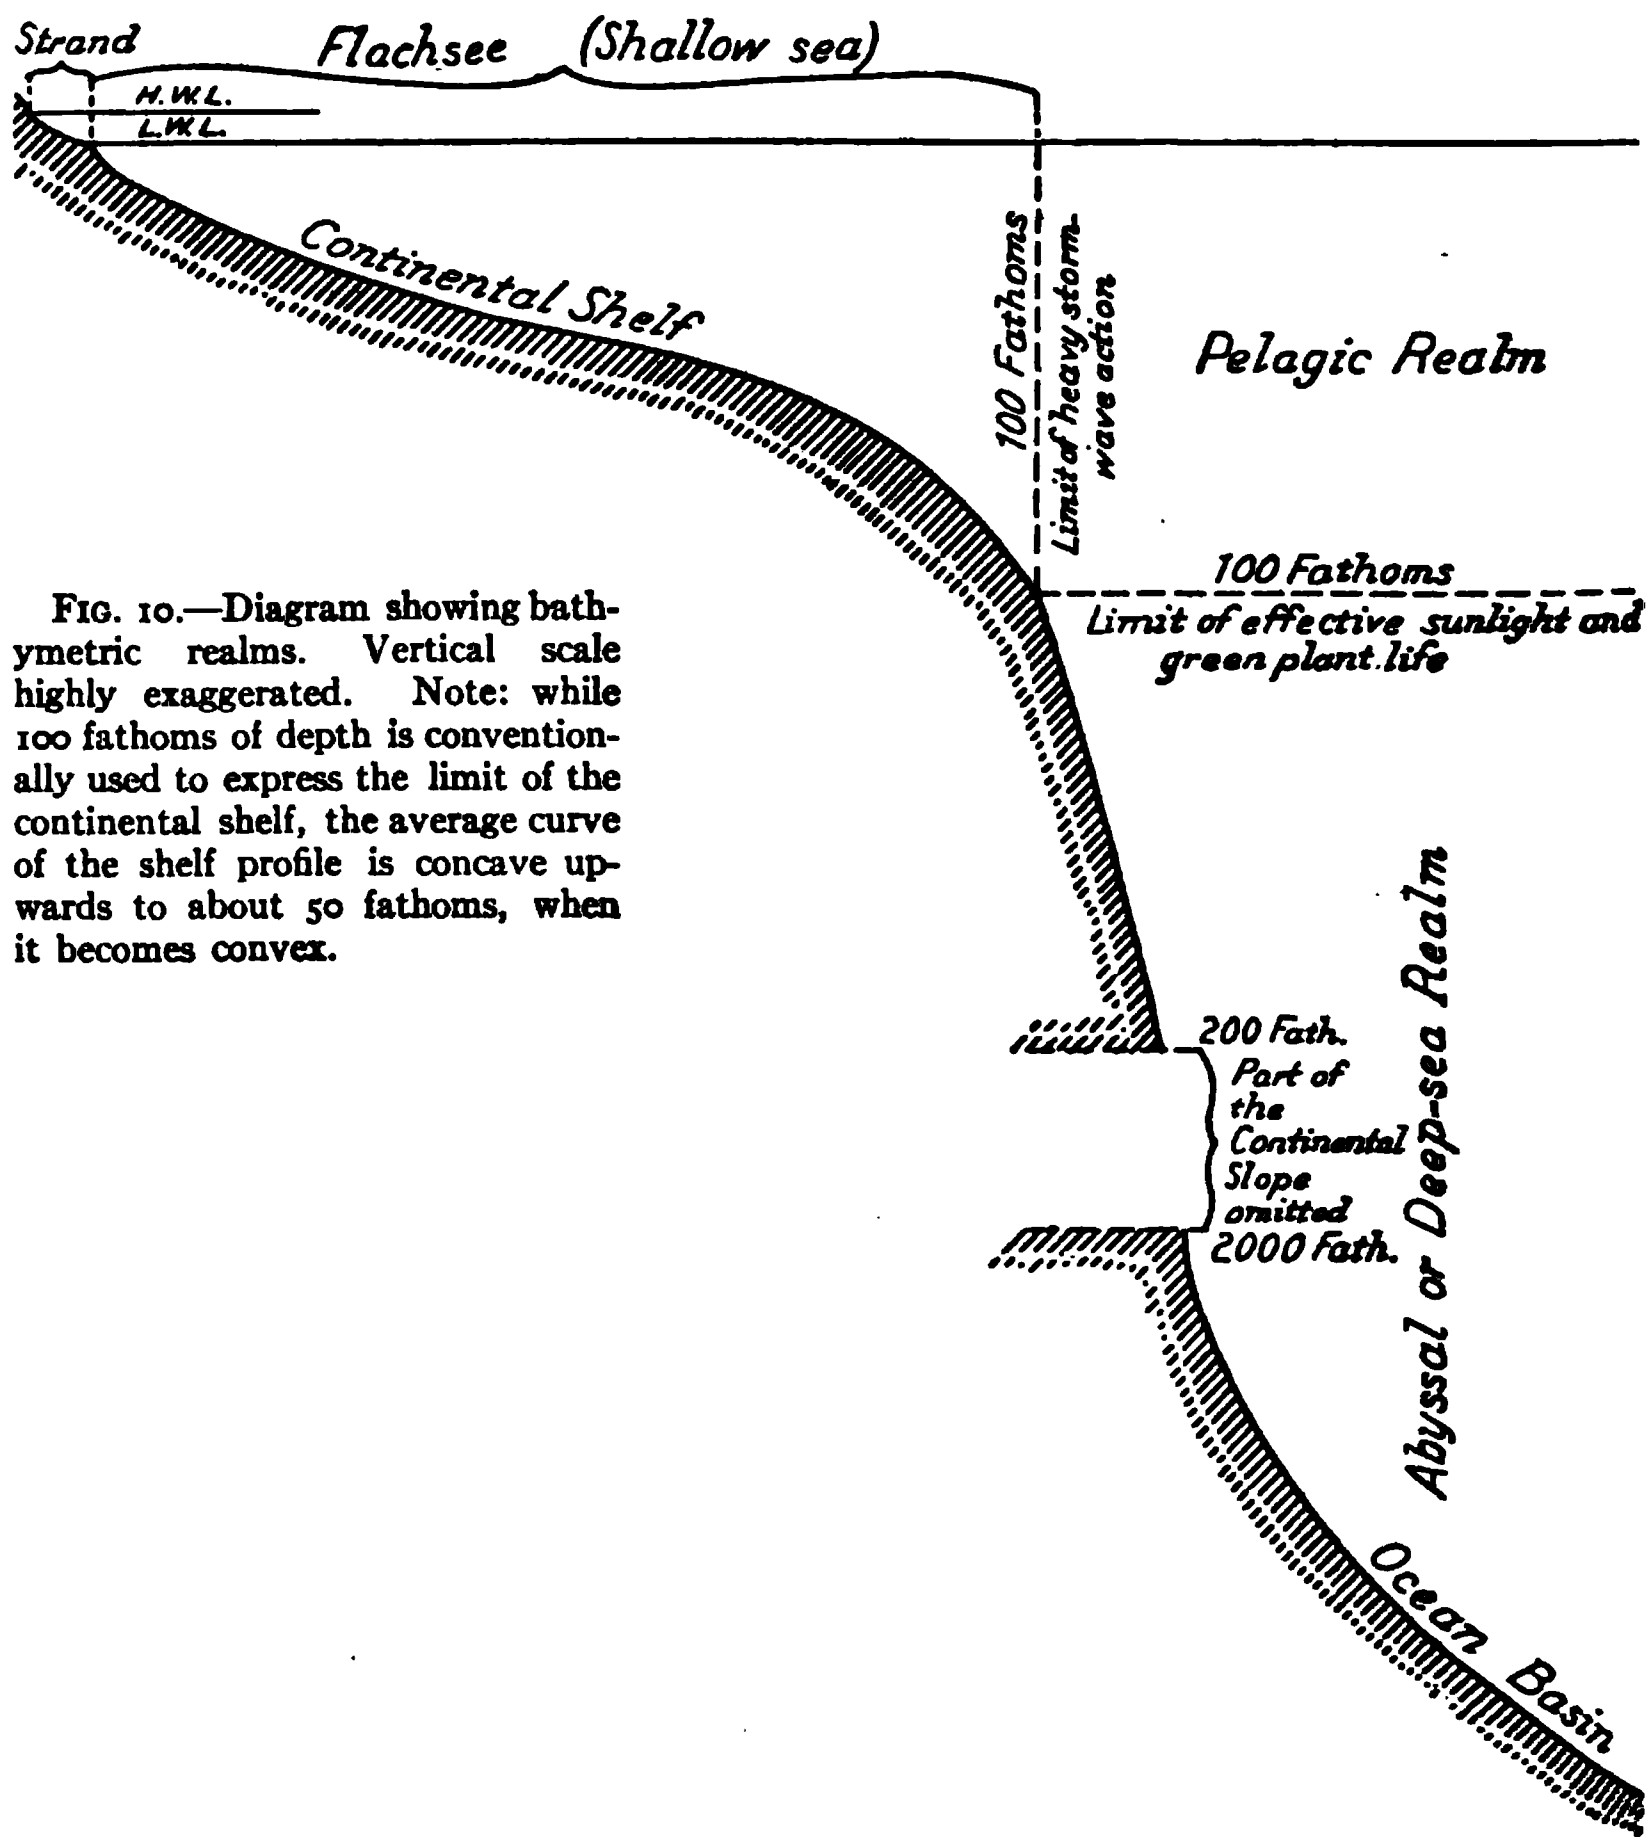 Strand
Flachsee (Shallow sea)
H.W.L.
L.W.L.
Continental Shelf
100 Fathoms
Limit of heavy storm-
wave action
Pelagic Realm
100 Fathoms
Limit of effective sunlight and
green plant life
FIG. 10.—Diagram showing bath-
ymetric realms. Vertical scale
highly exaggerated. Note: while
100 fathoms of depth is convention-
ally used to express the limit of the
continental shelf, the average curve
of the shelf profile is concave up-
wards to about 50 fathoms, when
it becomes convex.
200 Fath.
Part of
the
Continental
Slope
omitted
2000 Fath.
Abyssal or Deep-sea Realm
Ocean Basin